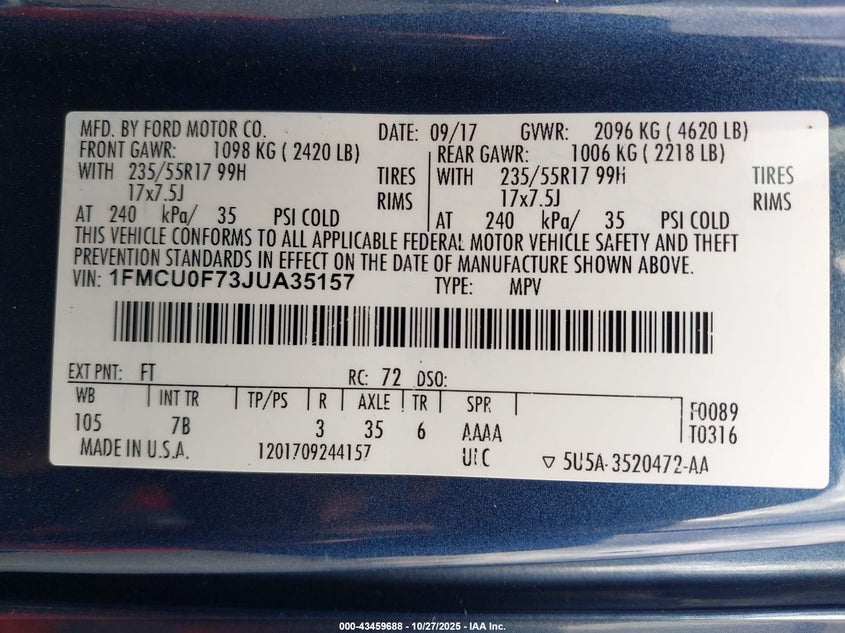 MFD. BY FORD MOTOR CO. DATE: 09/17 GVWR: 2096 KG ( 4620 LB)
FRONT GAWR: 1098 KG ( 2420 LB) REAR GAWR: 1006 KG ( 2218 LB)
WITH 235/55R17 99H TIRES WITH 235/55R17 99H TIRES
17x7.5J RIMS 17x7.5J RIMS
AT 240 kPa/ 35 PSI COLD AT 240 kPa/ 35 PSI COLD
THIS VEHICLE CONFORMS TO ALL APPLICABLE FEDERAL MOTOR VEHICLE SAFETY AND THEFT
PREVENTION STANDARDS IN EFFECT ON THE DATE OF MANUFACTURE SHOWN ABOVE.
VIN: 1FMCU0F73JUA35157 TYPE: MPV
EXT PNT: FT RC: 72 DSO:
WB INT TR TP/PS R AXLE TR SPR F0089
105 7B 3 35 6 AAAA T0316
MADE IN U.S.A. 1201709244157 UIC ▽ 5U5A-3520472-AA
000-43459688 - 10/27/2025 - IAA Inc.